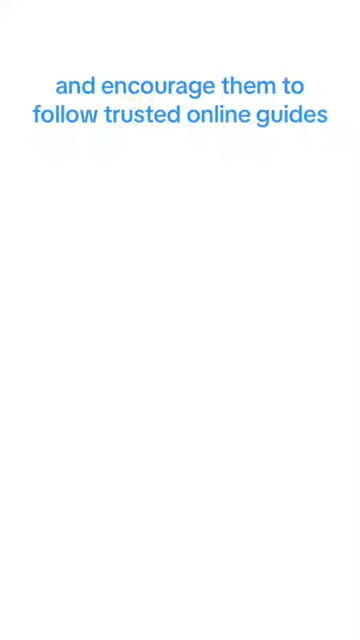 and encourage them to
follow trusted online guides